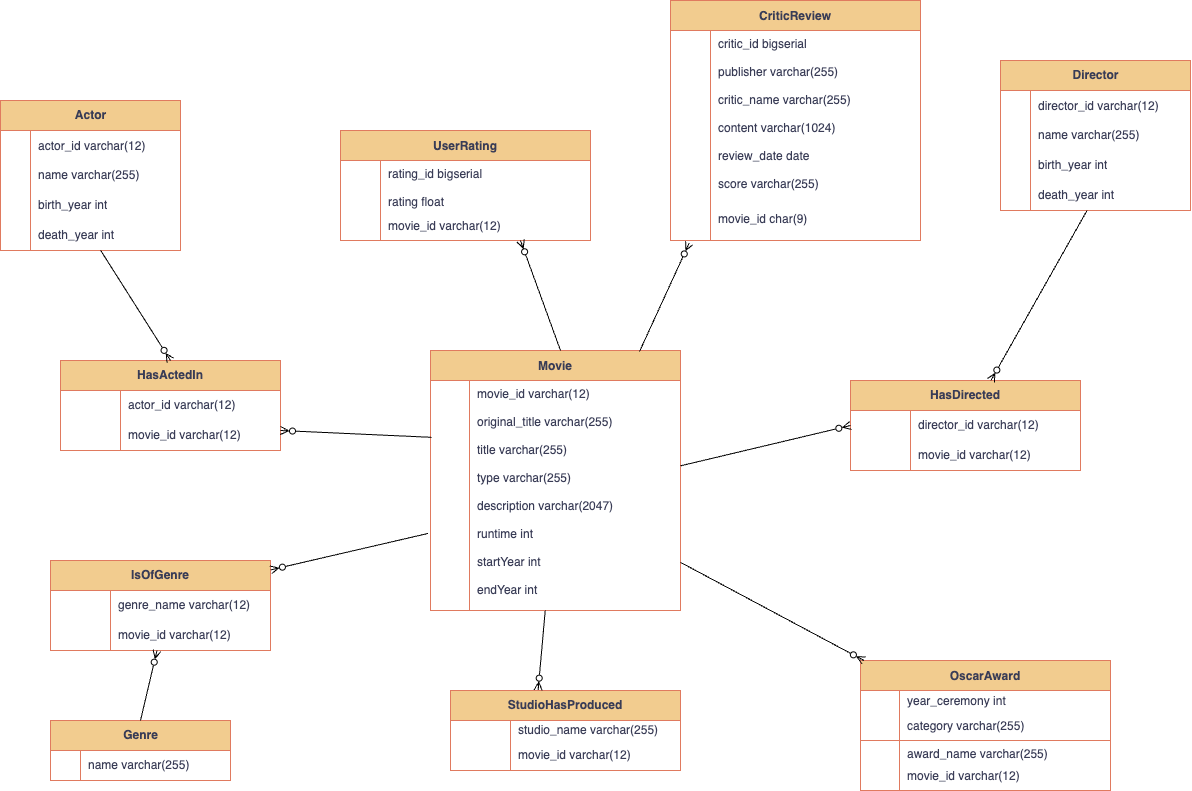 CriticReview
critic_id bigserial
publisher varchar(255)
critic_name varchar(255)
content varchar(1024)
review_date date
score varchar(255)
movie_id char(9)
Director
director_id varchar(12)
name varchar(255)
birth_year int
death_year int
Actor
actor_id varchar(12)
name varchar(255)
birth_year int
death_year int
UserRating
rating_id bigserial
rating float
movie_id varchar(12)
HasActedIn
actor_id varchar(12)
movie_id varchar(12)
Movie
movie_id varchar(12)
original_title varchar(255)
title varchar(255)
type varchar(255)
description varchar(2047)
runtime int
startYear int
endYear int
HasDirected
director_id varchar(12)
movie_id varchar(12)
IsOfGenre
genre_name varchar(12)
movie_id varchar(12)
Genre
name varchar(255)
StudioHasProduced
studio_name varchar(255)
movie_id varchar(12)
OscarAward
year_ceremony int
category varchar(255)
award_name varchar(255)
movie_id varchar(12)